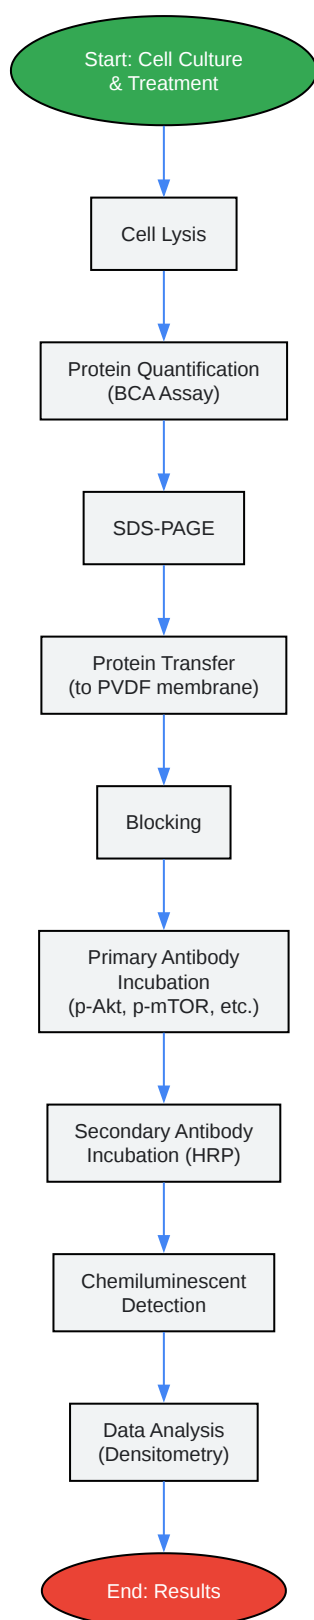 Start: Cell Culture
& Treatment
Cell Lysis
Protein Quantification
(BCA Assay)
SDS-PAGE
Protein Transfer
(to PVDF membrane)
Blocking
Primary Antibody
Incubation
(p-Akt, p-mTOR, etc.)
Secondary Antibody
Incubation (HRP)
Chemiluminescent
Detection
Data Analysis
(Densitometry)
End: Results